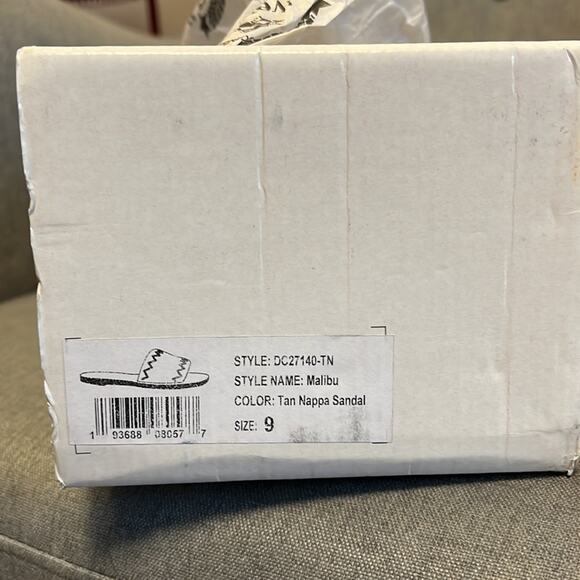 STYLE: DC27140-TN
STYLE NAME: Malibu
COLOR: Tan Nappa Sandal
SIZE: 9
1 93688 08057 7